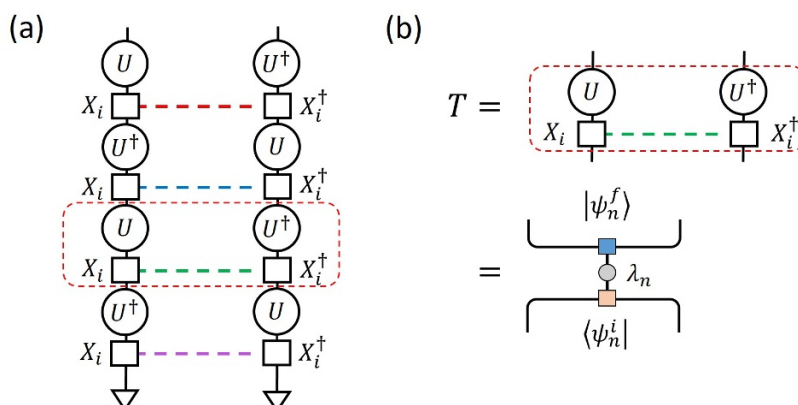 (a)
(b)
U U†
X_i X_i†
U† U
X_i X_i†
U U†
X_i X_i†
U† U
X_i X_i†
T = U U†
X_i X_i†
|ψ_n^f⟩
= λ_n
⟨ψ_n^i|